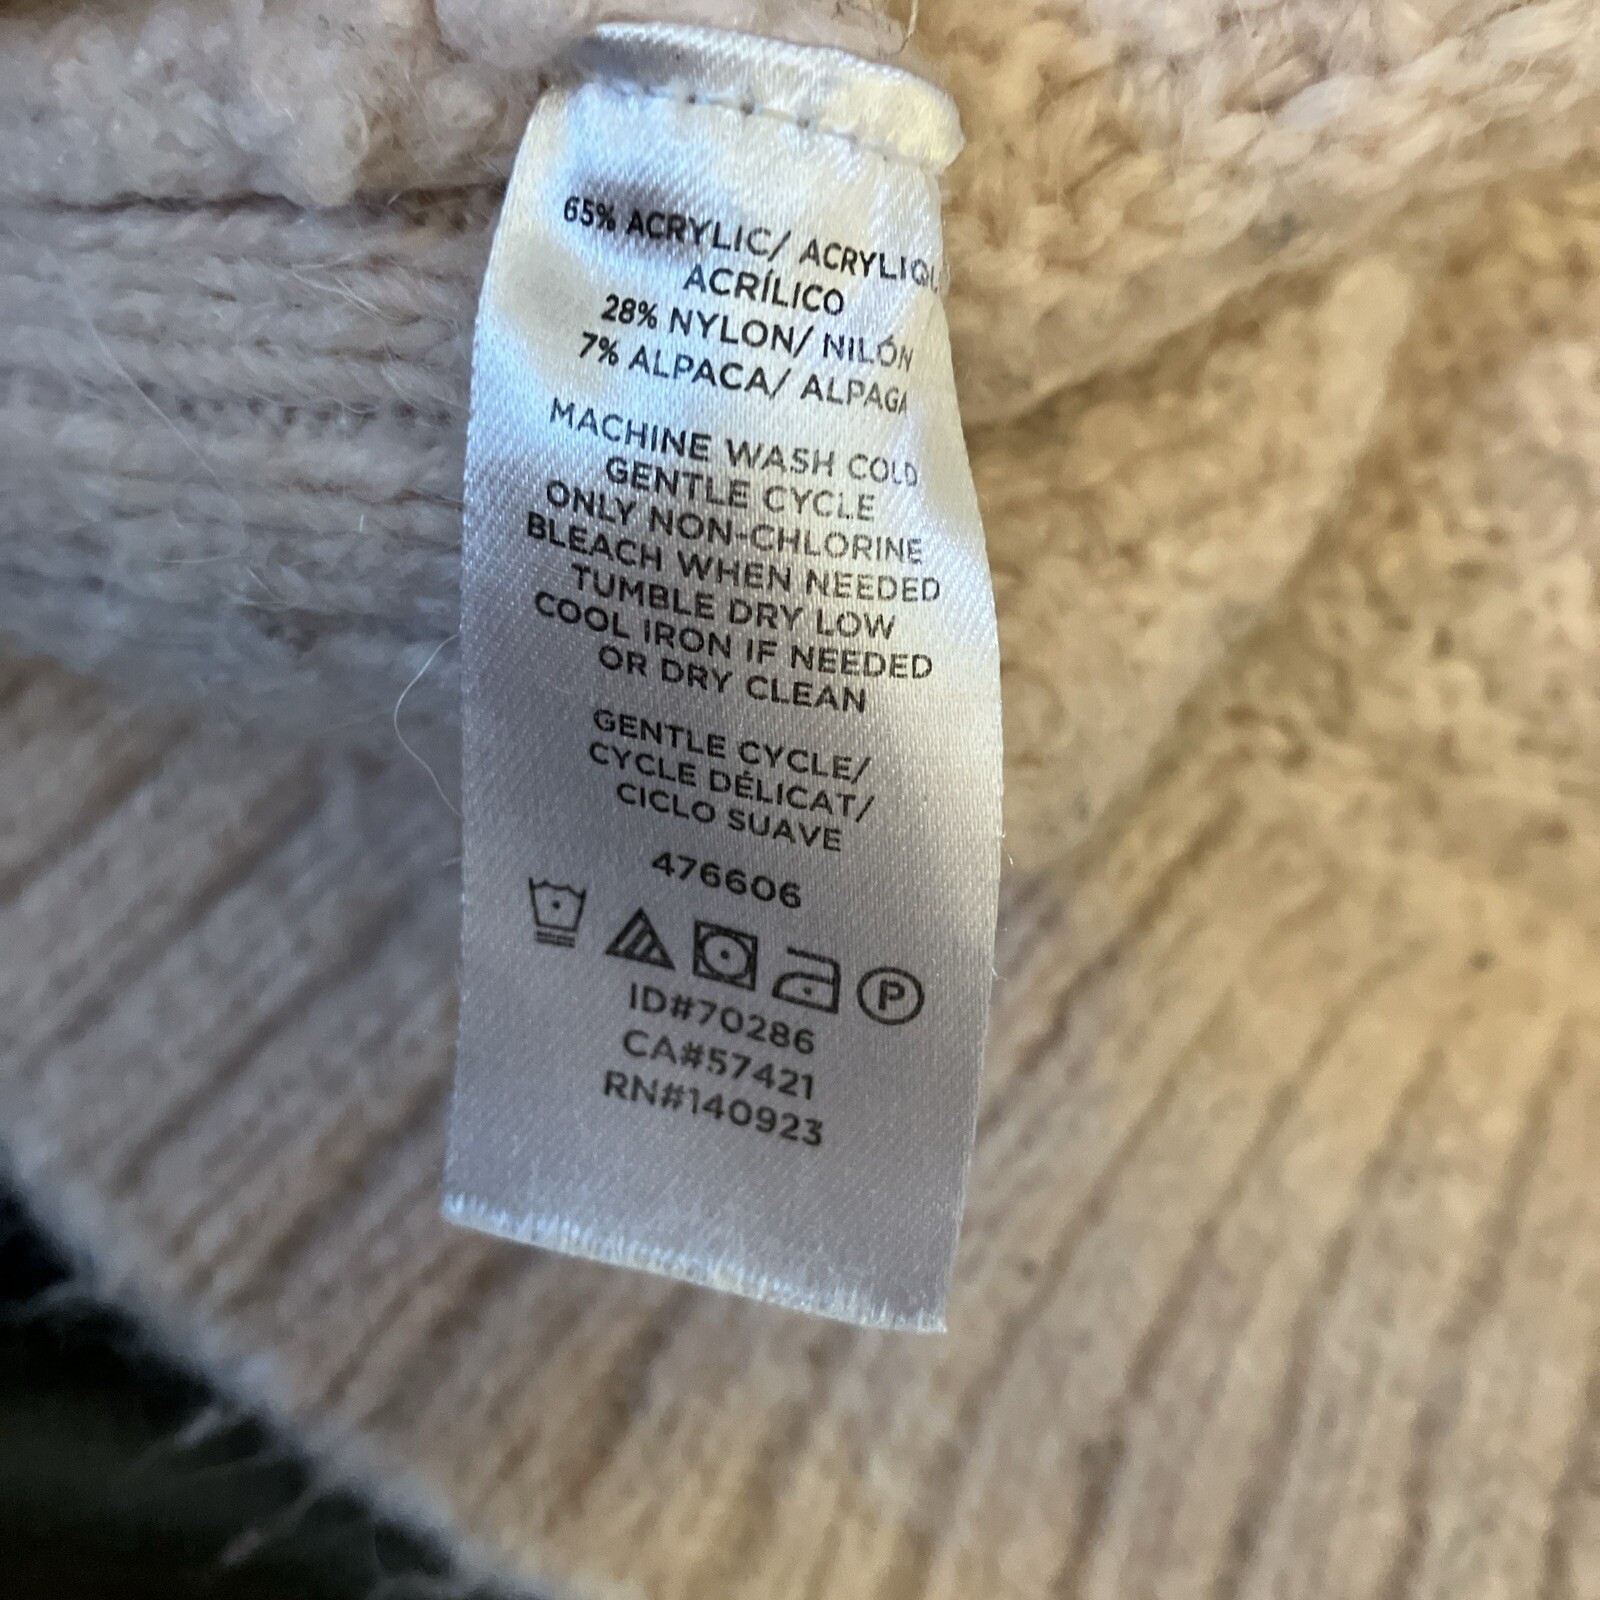 65% ACRYLIC/ ACRYLIQU
ACRÍLICO
28% NYLON/ NILÓN
7% ALPACA/ ALPAGA
MACHINE WASH COLD
GENTLE CYCLE
ONLY NON-CHLORINE
BLEACH WHEN NEEDED
TUMBLE DRY LOW
COOL IRON IF NEEDED
OR DRY CLEAN
GENTLE CYCLE/
CYCLE DÉLICAT/
CICLO SUAVE
476606
P
ID#70286
CA#57421
RN#140923